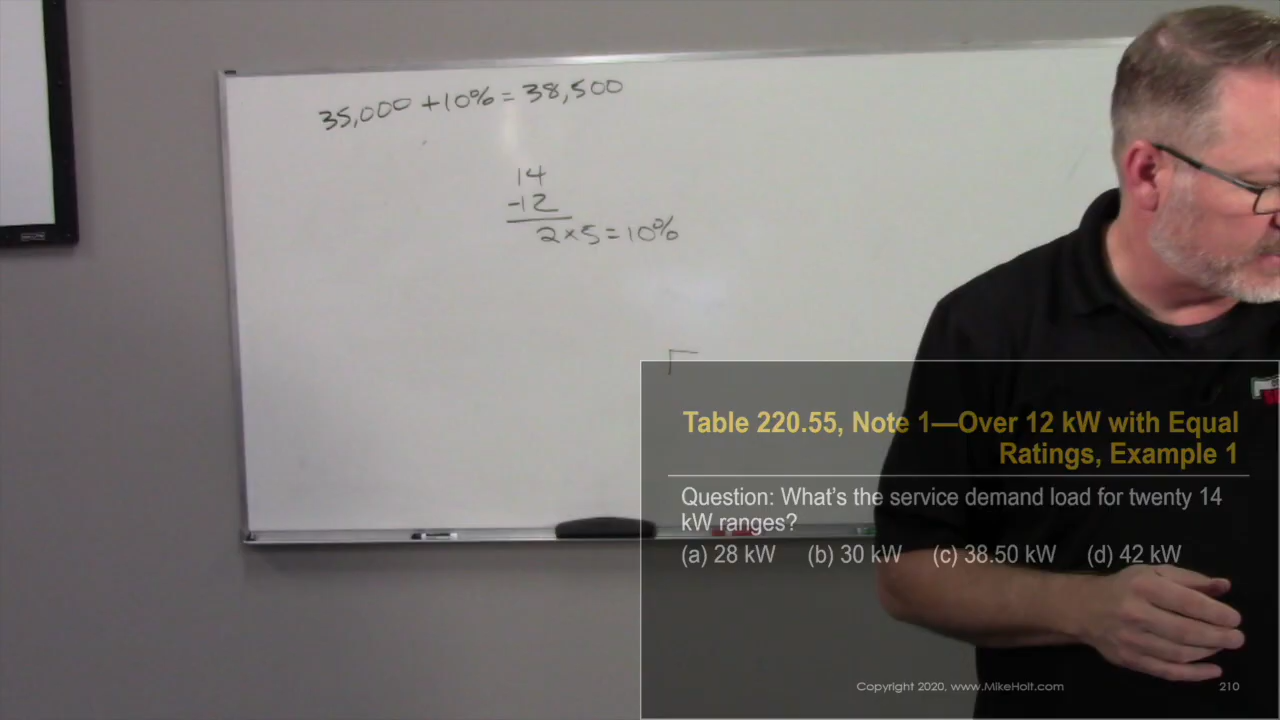 35,000 +10% = 38,500
14
-12
2 × 5 = 10%
Table 220.55, Note 1—Over 12 kW with Equal
Ratings, Example 1
Question: What's the service demand load for twenty 14
kW ranges?
(a) 28 kW (b) 30 kW (c) 38.50 kW (d) 42 kW
Copyright 2020, www.MikeHolt.com
210